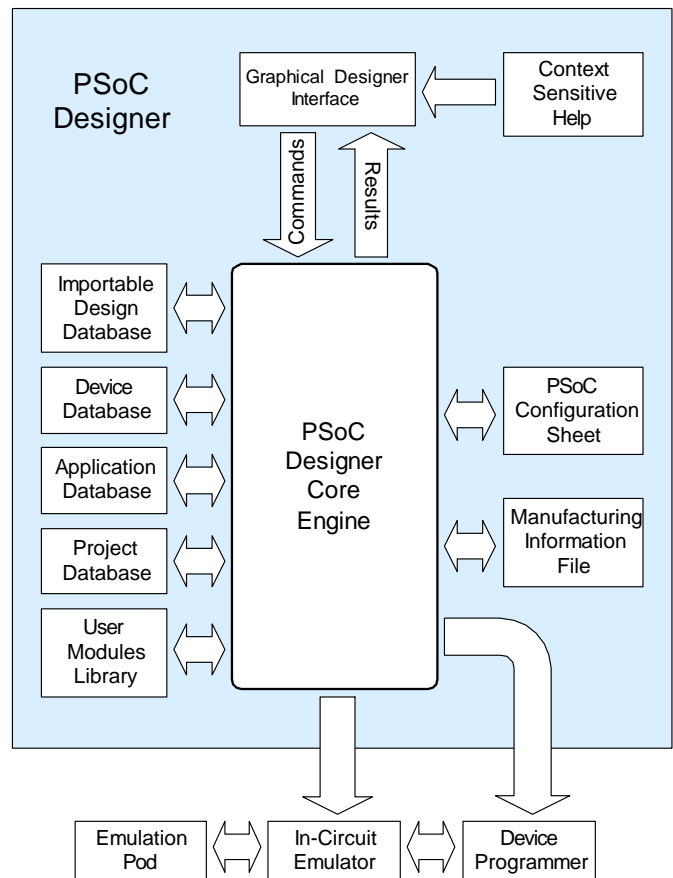 PSoC
Designer
Graphical Designer
Interface
Context
Sensitive
Help
Commands
Results
Importable
Design
Database
Device
Database
Application
Database
Project
Database
User
Modules
Library
PSoC
Designer
Core
Engine
PSoC
Configuration
Sheet
Manufacturing
Information
File
Emulation
Pod
In-Circuit
Emulator
Device
Programmer